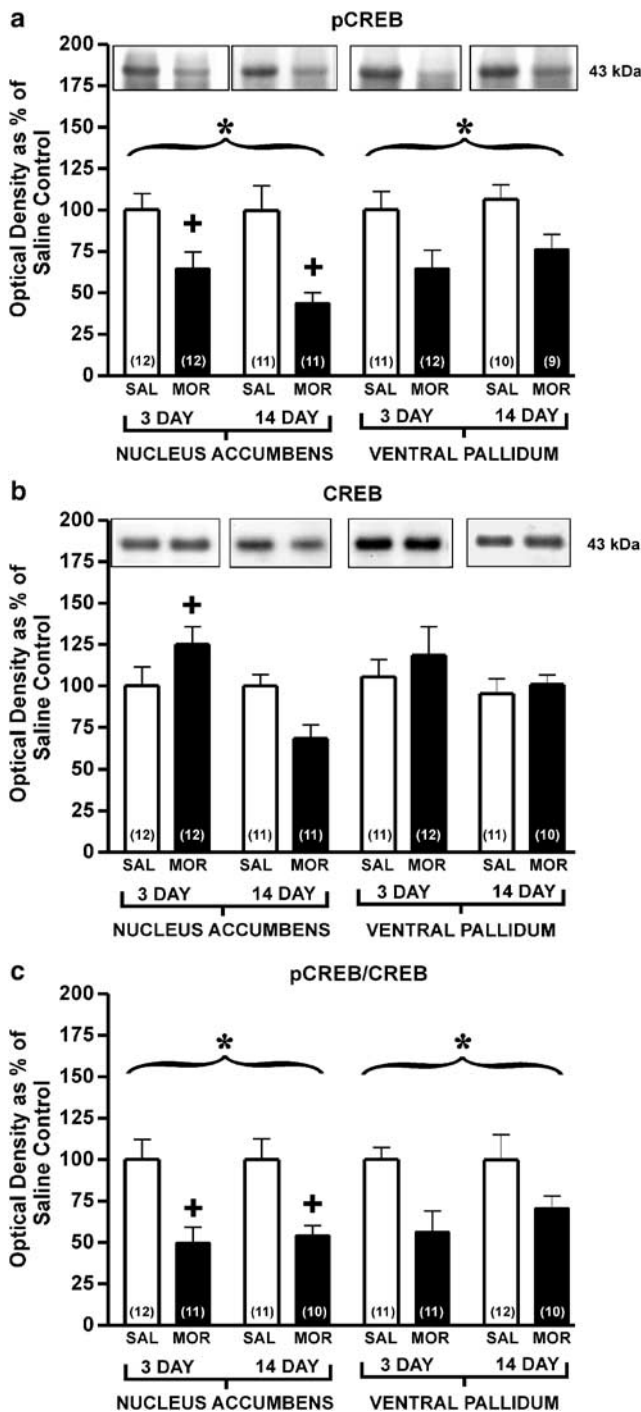 a
pCREB
200
175
150
125
100
75
50
25
0
Optical Density as % of
Saline Control
43 kDa
*
*
+
+
(12)
(12)
(11)
(11)
(11)
(12)
(10)
(9)
SAL MOR SAL MOR SAL MOR SAL MOR
3 DAY 14 DAY 3 DAY 14 DAY
NUCLEUS ACCUMBENS VENTRAL PALLIDUM
b
CREB
200
175
150
125
100
75
50
25
0
Optical Density as % of
Saline Control
43 kDa
+
(12)
(12)
(11)
(11)
(11)
(12)
(11)
(10)
SAL MOR SAL MOR SAL MOR SAL MOR
3 DAY 14 DAY 3 DAY 14 DAY
NUCLEUS ACCUMBENS VENTRAL PALLIDUM
c
pCREB/CREB
200
175
150
125
100
75
50
25
0
Optical Density as % of
Saline Control
*
*
+
+
(12)
(11)
(11)
(10)
(11)
(11)
(12)
(10)
SAL MOR SAL MOR SAL MOR SAL MOR
3 DAY 14 DAY 3 DAY 14 DAY
NUCLEUS ACCUMBENS VENTRAL PALLIDUM